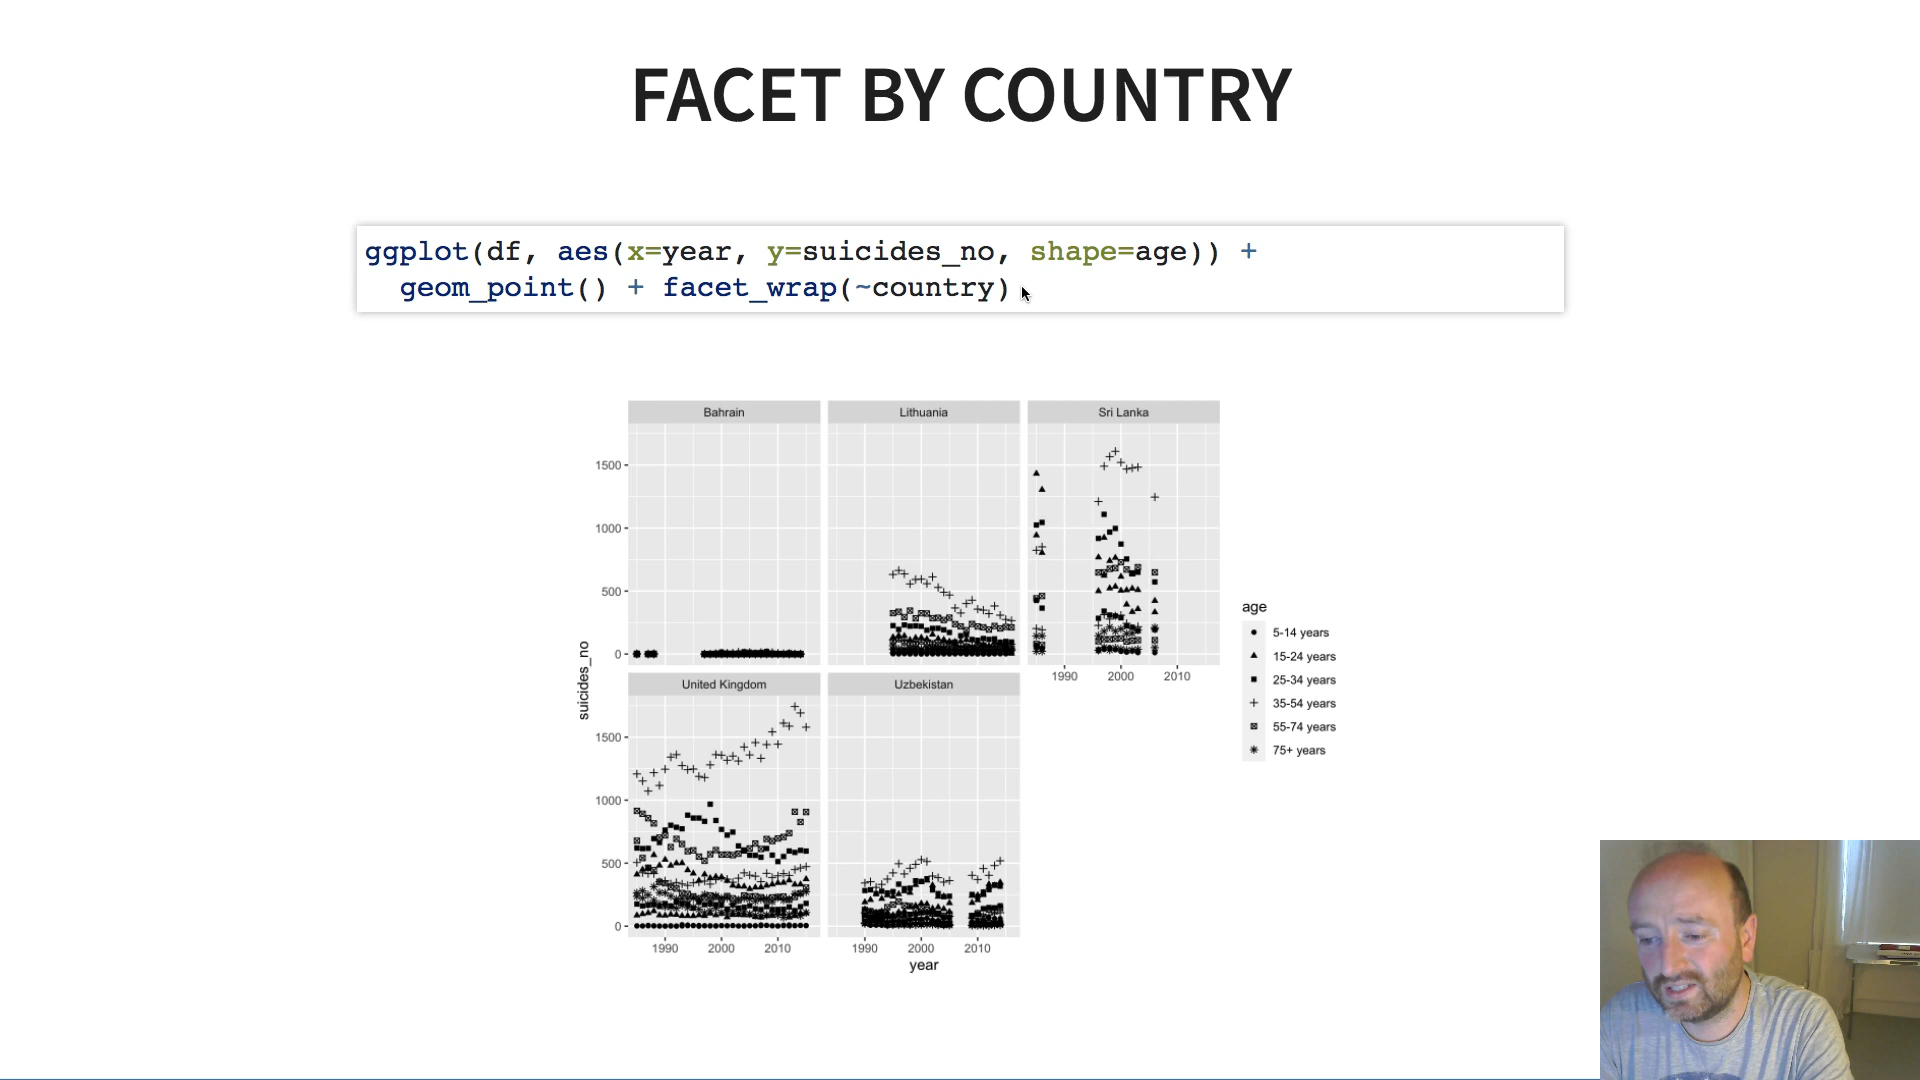 FACET BY COUNTRY
ggplot(df, aes(x=year, y=suicides_no, shape=age)) +
geom_point() + facet_wrap(~country)
Bahrain
Lithuania
Sri Lanka
1500
1000
500
0
1990 2000 2010
United Kingdom
Uzbekistan
1500
1000
500
0
1990 2000 2010
1990 2000 2010
suicides_no
year
age
5-14 years
15-24 years
25-34 years
35-54 years
55-74 years
75+ years